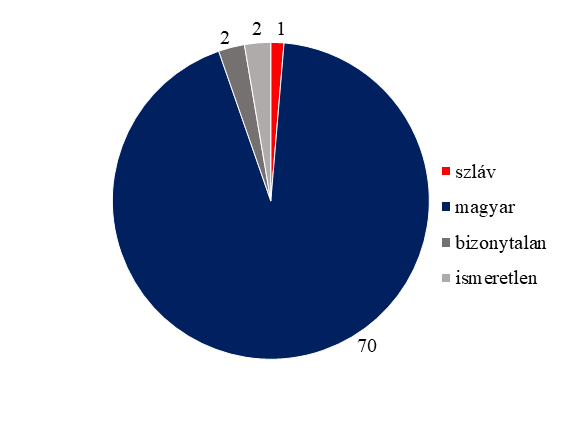 2 2 1
szláv
magyar
bizonytalan
ismeretlen
70